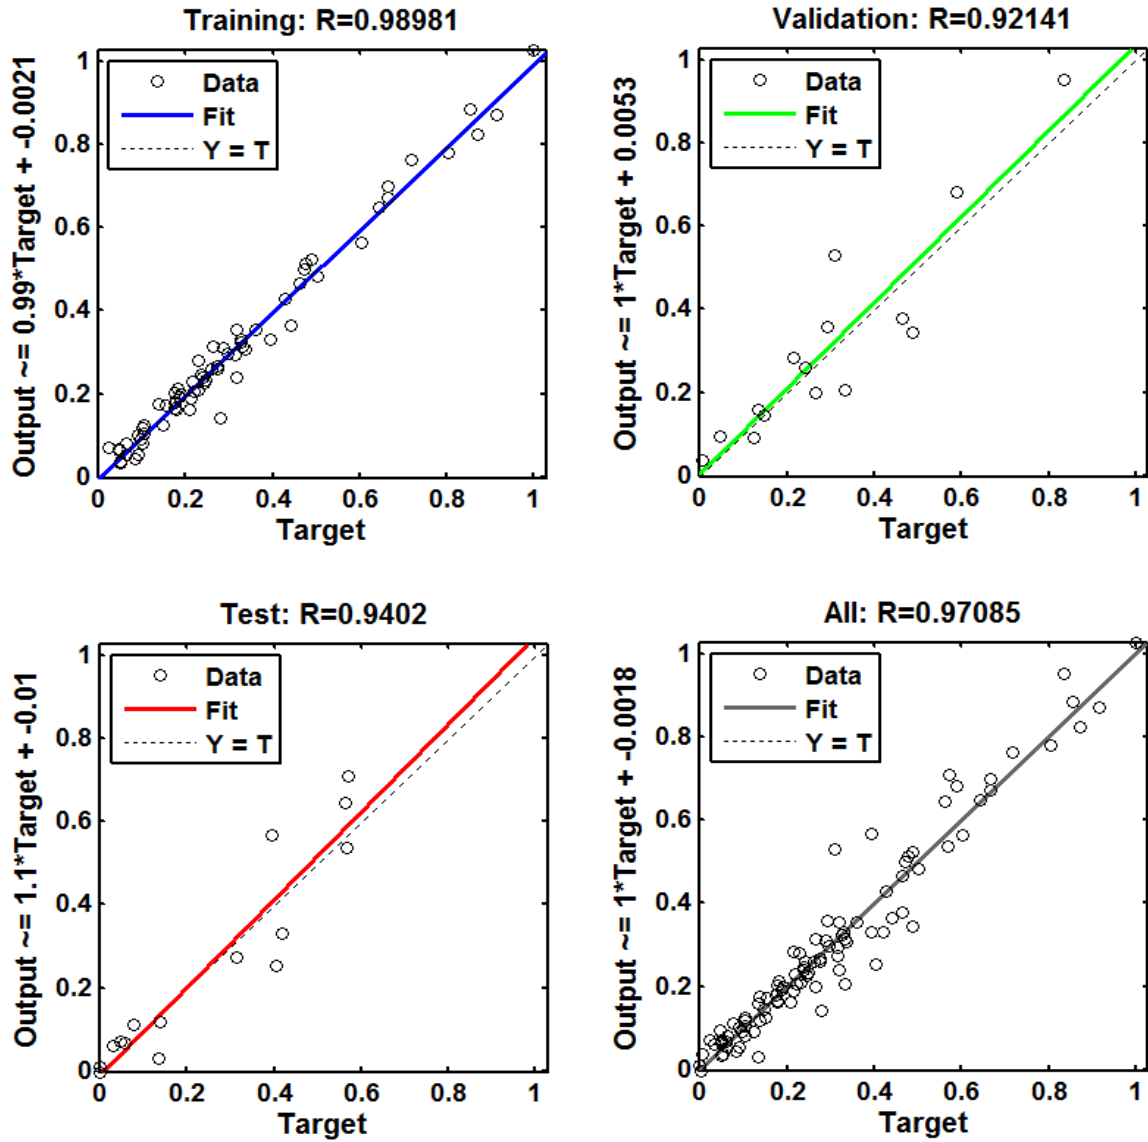 Training: R=0.98981
Output ~= 0.99*Target + -0.0021
Data
Fit
Y = T
1
0.8
0.6
0.4
0.2
0
0 0.2 0.4 0.6 0.8 1
Target
Validation: R=0.92141
Output ~= 1*Target + 0.0053
Data
Fit
Y = T
1
0.8
0.6
0.4
0.2
0
0 0.2 0.4 0.6 0.8 1
Target
Test: R=0.9402
Output ~= 1.1*Target + -0.01
Data
Fit
Y = T
1
0.8
0.6
0.4
0.2
0
0 0.2 0.4 0.6 0.8 1
Target
All: R=0.97085
Output ~= 1*Target + -0.0018
Data
Fit
Y = T
1
0.8
0.6
0.4
0.2
0
0 0.2 0.4 0.6 0.8 1
Target